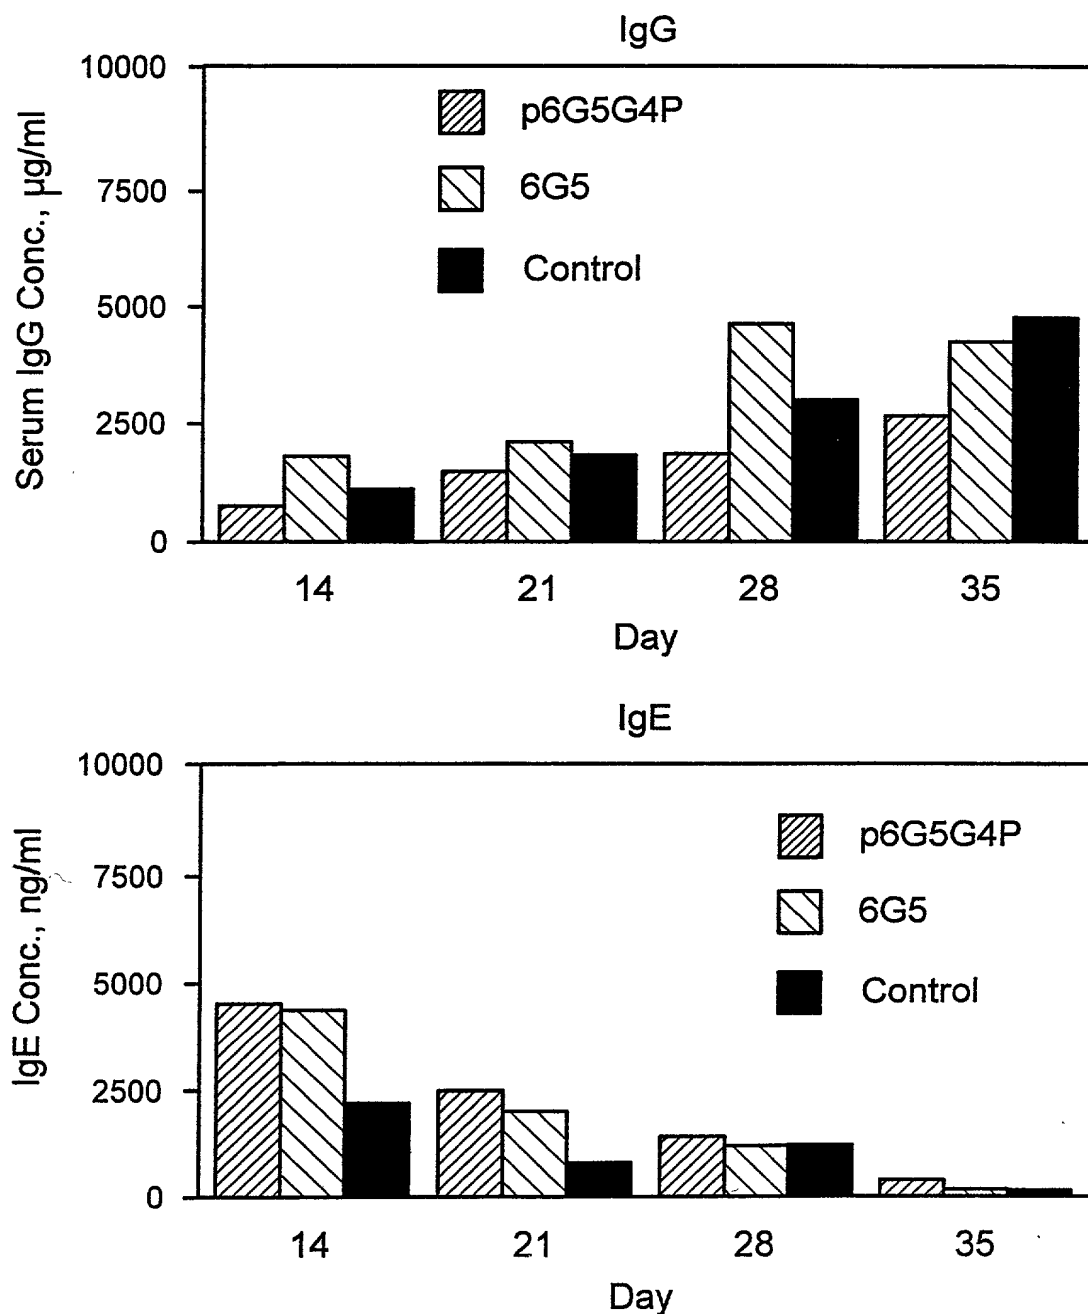 IgG
10000
7500
5000
2500
0
Serum IgG Conc., µg/ml
p6G5G4P
6G5
Control
14 21 28 35
Day
IgE
10000
7500
5000
2500
0
IgE Conc., ng/ml
p6G5G4P
6G5
Control
14 21 28 35
Day